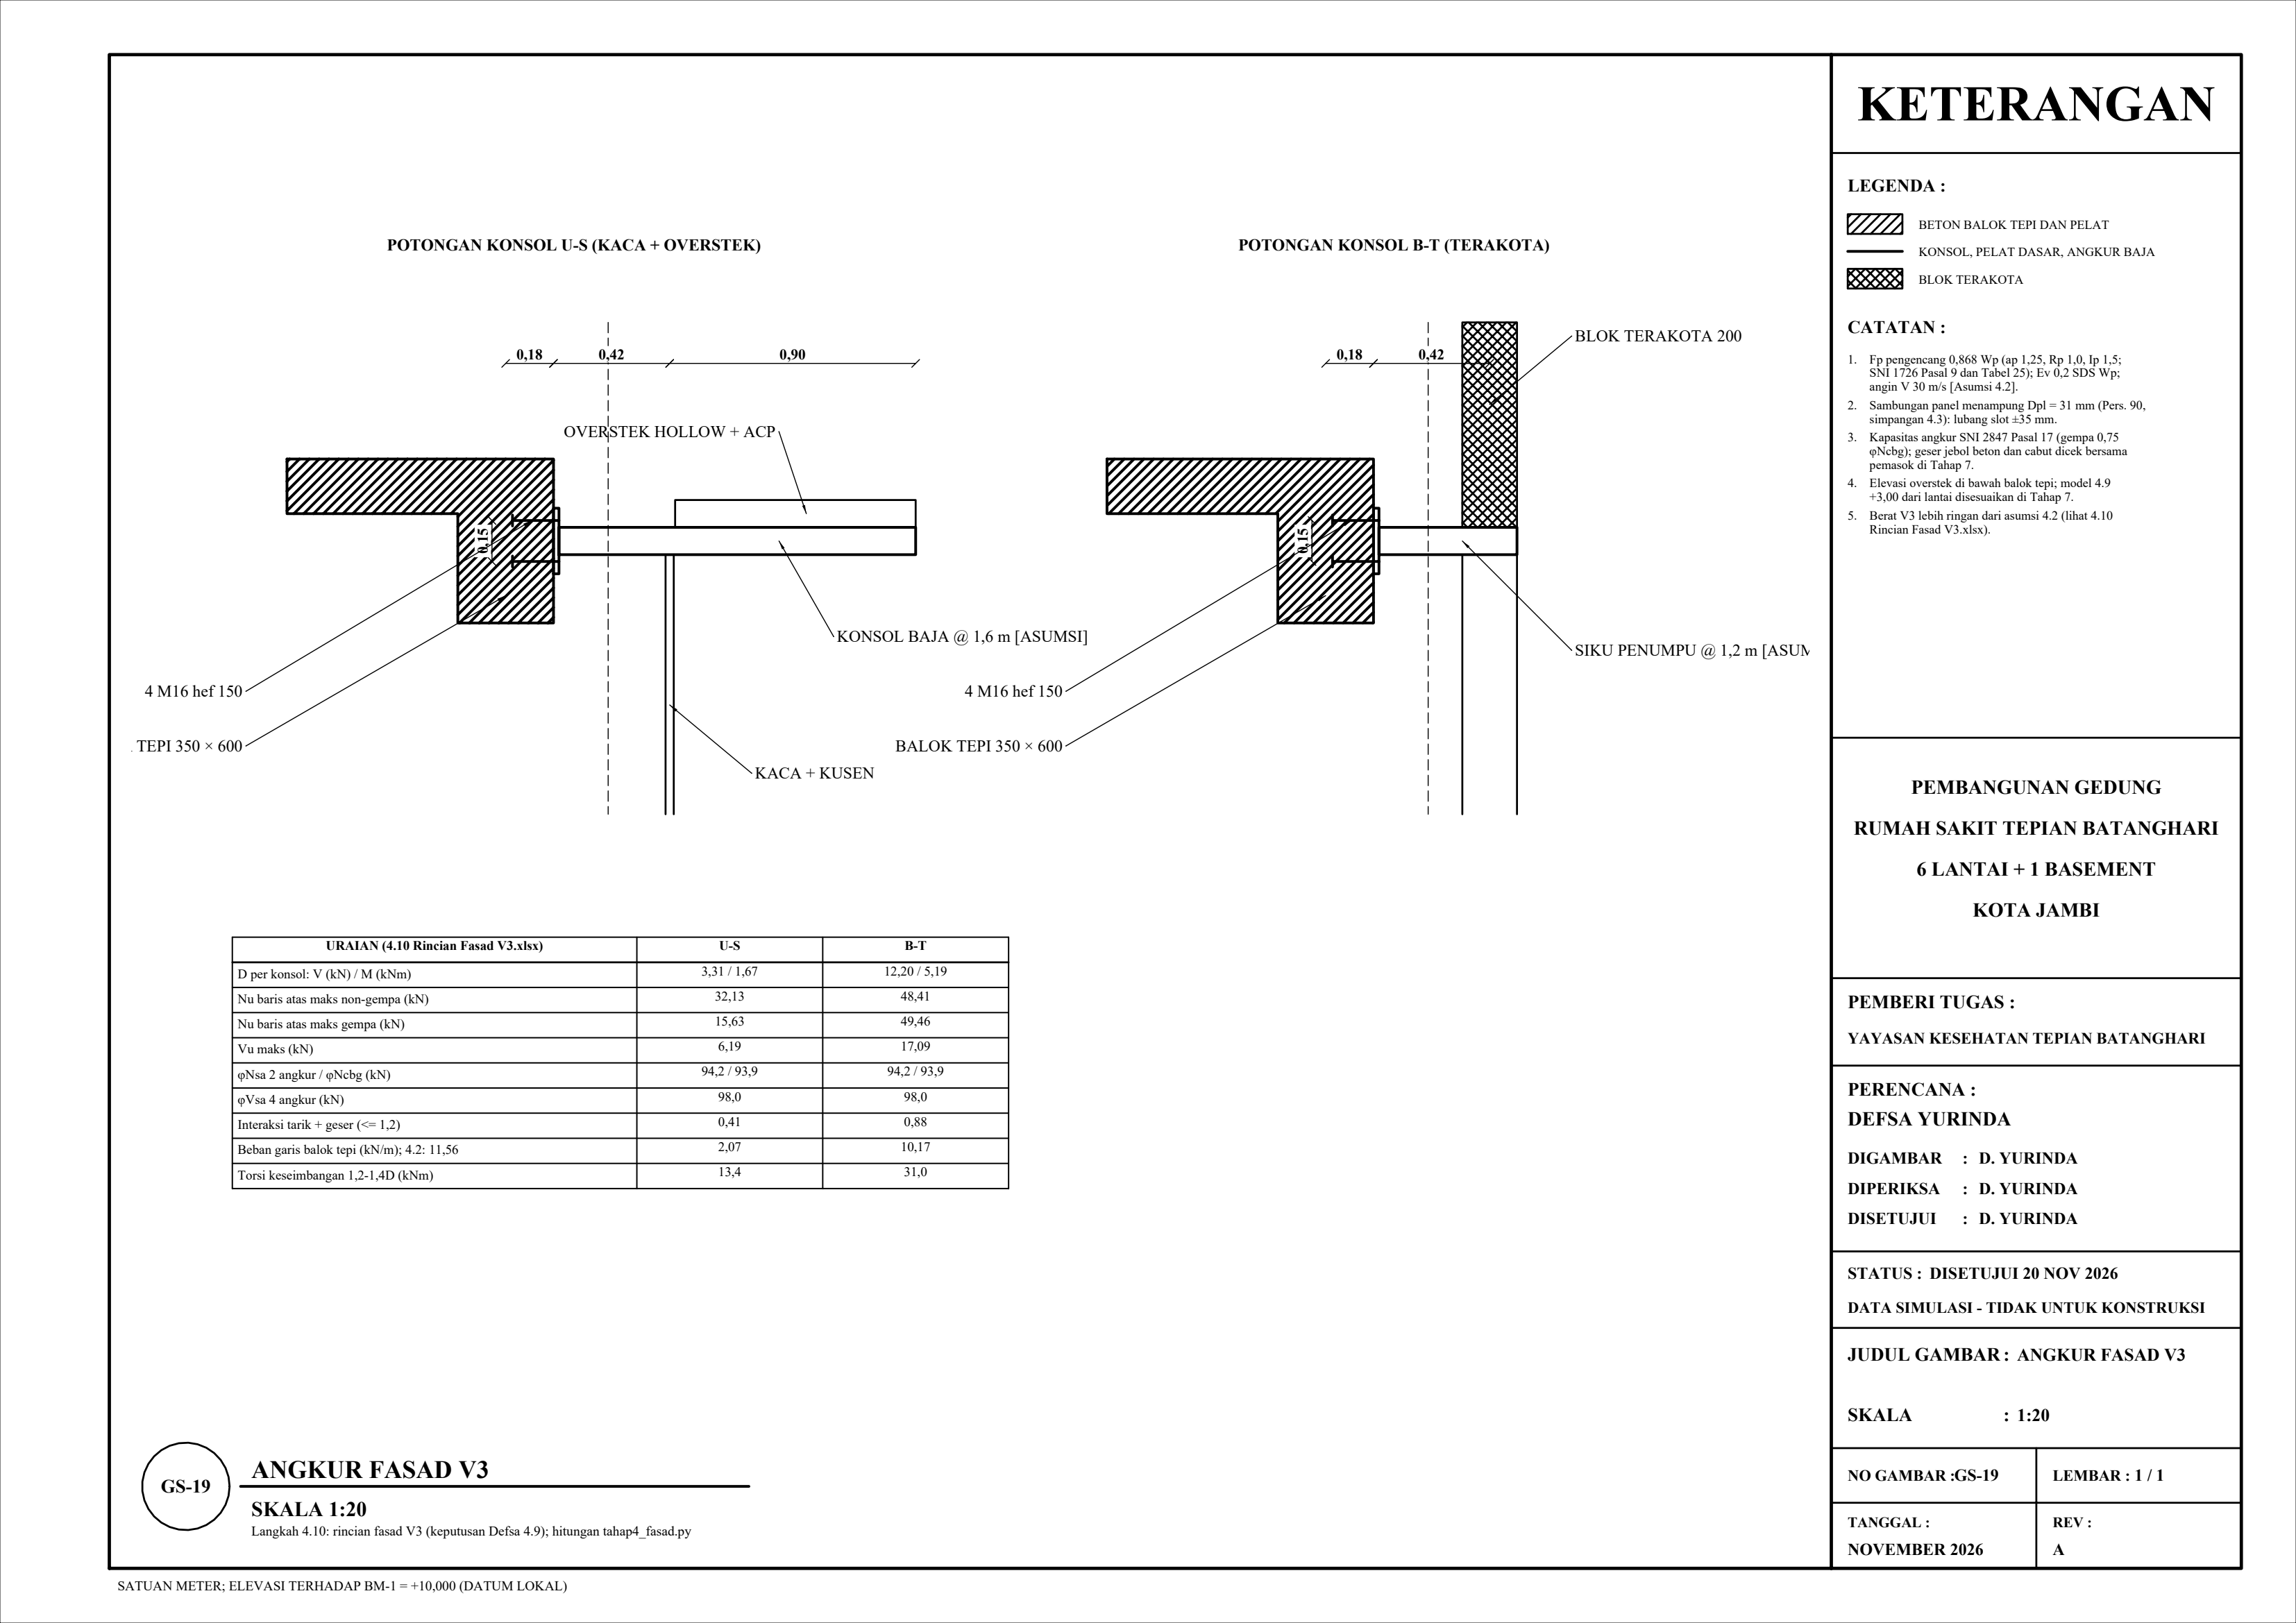 POTONGAN KONSOL U-S (KACA + OVERSTEK)
0,18
0,42
0,90
OVERSTEK HOLLOW + ACP
0,15
KONSOL BAJA @ 1,6 m [ASUMSI]
4 M16 hef 150
TEPI 350 × 600
KACA + KUSEN
POTONGAN KONSOL B-T (TERAKOTA)
0,18
0,42
BLOK TERAKOTA 200
0,15
SIKU PENUMPU @ 1,2 m [ASUM
4 M16 hef 150
BALOK TEPI 350 × 600
URAIAN (4.10 Rincian Fasad V3.xlsx) U-S B-T
D per konsol: V (kN) / M (kNm) 3,31 / 1,67 12,20 / 5,19
Nu baris atas maks non-gempa (kN) 32,13 48,41
Nu baris atas maks gempa (kN) 15,63 49,46
Vu maks (kN) 6,19 17,09
φNsa 2 angkur / φNcbg (kN) 94,2 / 93,9 94,2 / 93,9
φVsa 4 angkur (kN) 98,0 98,0
Interaksi tarik + geser (<= 1,2) 0,41 0,88
Beban garis balok tepi (kN/m); 4.2: 11,56 2,07 10,17
Torsi keseimbangan 1,2-1,4D (kNm) 13,4 31,0
GS-19
ANGKUR FASAD V3
SKALA 1:20
Langkah 4.10: rincian fasad V3 (keputusan Defsa 4.9); hitungan tahap4_fasad.py
SATUAN METER; ELEVASI TERHADAP BM-1 = +10,000 (DATUM LOKAL)
KETERANGAN
LEGENDA :
BETON BALOK TEPI DAN PELAT
KONSOL, PELAT DASAR, ANGKUR BAJA
BLOK TERAKOTA
CATATAN :
1. Fp pengencang 0,868 Wp (ap 1,25, Rp 1,0, Ip 1,5;
SNI 1726 Pasal 9 dan Tabel 25); Ev 0,2 SDS Wp;
angin V 30 m/s [Asumsi 4.2].
2. Sambungan panel menampung Dpl = 31 mm (Pers. 90,
simpangan 4.3): lubang slot ±35 mm.
3. Kapasitas angkur SNI 2847 Pasal 17 (gempa 0,75
φNcbg); geser jebol beton dan cabut dicek bersama
pemasok di Tahap 7.
4. Elevasi overstek di bawah balok tepi; model 4.9
+3,00 dari lantai disesuaikan di Tahap 7.
5. Berat V3 lebih ringan dari asumsi 4.2 (lihat 4.10
Rincian Fasad V3.xlsx).
PEMBANGUNAN GEDUNG
RUMAH SAKIT TEPIAN BATANGHARI
6 LANTAI + 1 BASEMENT
KOTA JAMBI
PEMBERI TUGAS :
YAYASAN KESEHATAN TEPIAN BATANGHARI
PERENCANA :
DEFSA YURINDA
DIGAMBAR : D. YURINDA
DIPERIKSA : D. YURINDA
DISETUJUI : D. YURINDA
STATUS : DISETUJUI 20 NOV 2026
DATA SIMULASI - TIDAK UNTUK KONSTRUKSI
JUDUL GAMBAR : ANGKUR FASAD V3
SKALA : 1:20
NO GAMBAR :GS-19 LEMBAR : 1 / 1
TANGGAL : REV :
NOVEMBER 2026 A